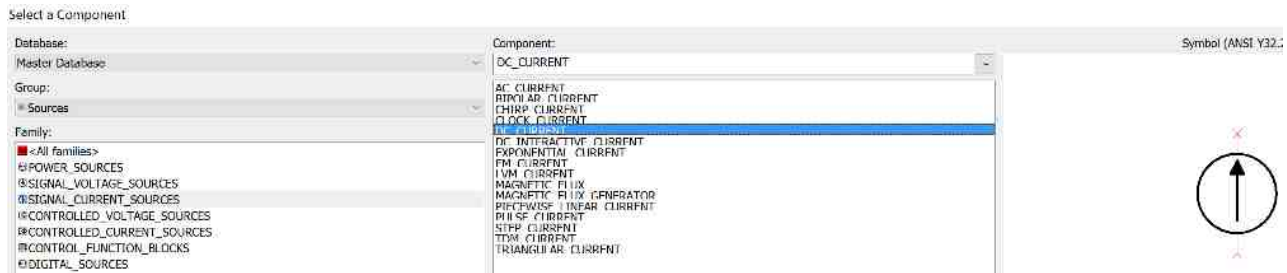 Select a Component
Database:
Master Database
Group:
Sources
Family:
<All families>
POWER_SOURCES
SIGNAL_VOLTAGE_SOURCES
SIGNAL_CURRENT_SOURCES
CONTROLLED_VOLTAGE_SOURCES
CONTROLLED_CURRENT_SOURCES
CONTROL_FUNCTION_BLOCKS
DIGITAL_SOURCES
Component:
DC_CURRENT
AC_CURRENT
BIPOLAR_CURRENT
CHIRP_CURRENT
CLOCK_CURRENT
DC_CURRENT
DC_INTERACTIVE_CURRENT
EXPONENTIAL_CURRENT
FM_CURRENT
LVM_CURRENT
MAGNETIC_FLUX
MAGNETIC_FLUX_GENERATOR
PIECEWISE_LINEAR_CURRENT
PULSE_CURRENT
STEP_CURRENT
TDM_CURRENT
TRIANGULAR_CURRENT
Symbol (ANSI Y32.2